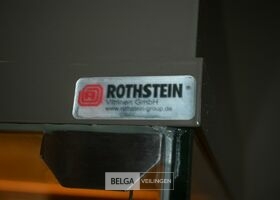 ROTHSTEIN
Vitrinen GmbH
www.rothstein-group.de
BELGA VEILINGEN